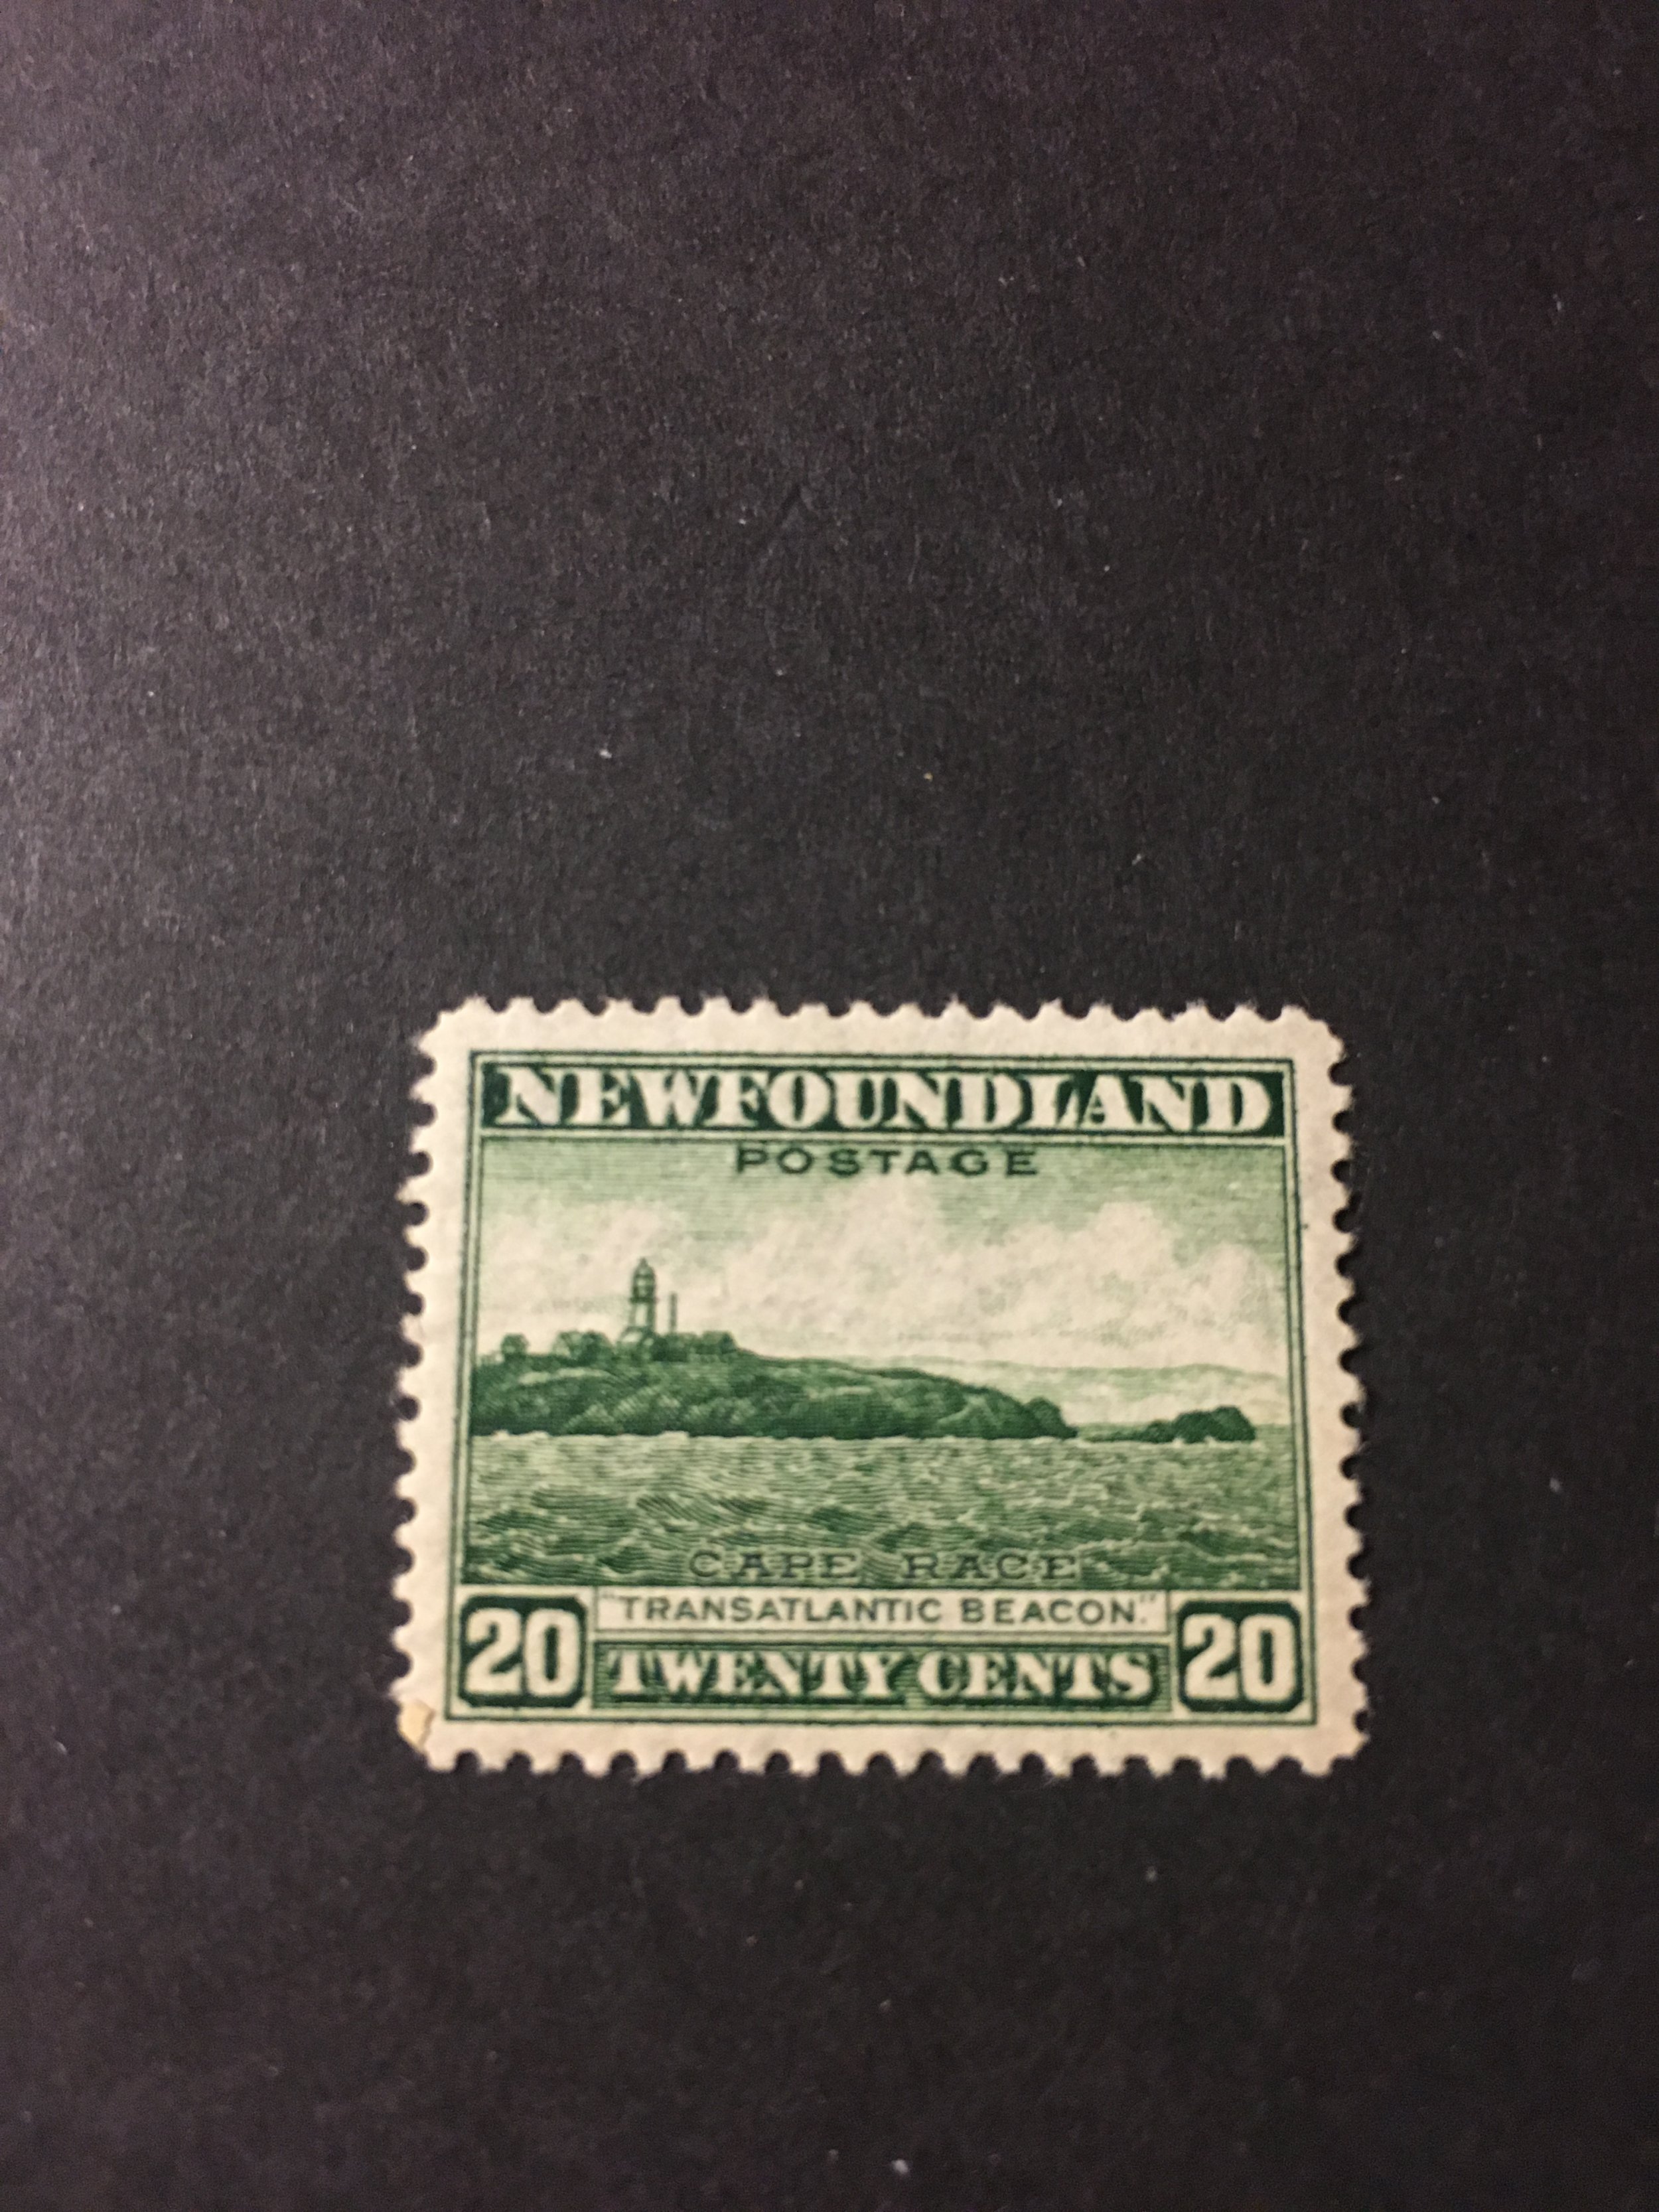 NEWFOUNDLAND
POSTAGE
CAPE RACE
"TRANSATLANTIC BEACON."
20 TWENTY CENTS 20